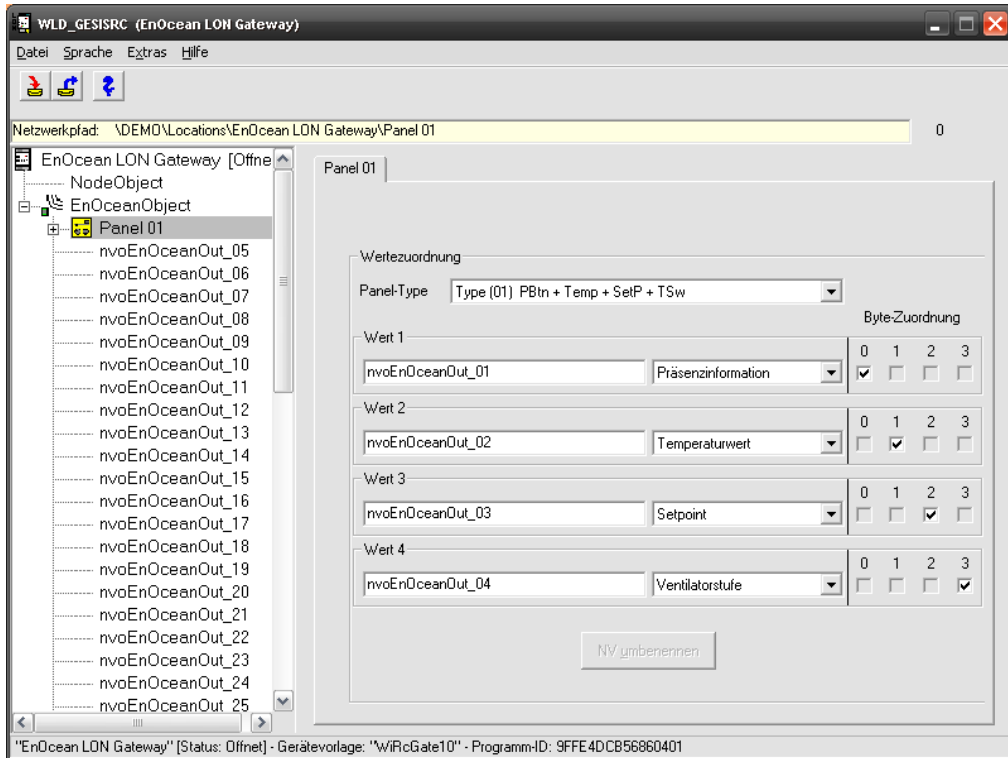 WLD_GESISRC (EnOcean LON Gateway)
Datei Sprache Extras Hilfe
Netzwerkpfad: \DEMO\Locations\EnOcean LON Gateway\Panel 01 0
EnOcean LON Gateway [Offne
NodeObject
EnOceanObject
Panel 01
nvoEnOceanOut_05
nvoEnOceanOut_06
nvoEnOceanOut_07
nvoEnOceanOut_08
nvoEnOceanOut_09
nvoEnOceanOut_10
nvoEnOceanOut_11
nvoEnOceanOut_12
nvoEnOceanOut_13
nvoEnOceanOut_14
nvoEnOceanOut_15
nvoEnOceanOut_16
nvoEnOceanOut_17
nvoEnOceanOut_18
nvoEnOceanOut_19
nvoEnOceanOut_20
nvoEnOceanOut_21
nvoEnOceanOut_22
nvoEnOceanOut_23
nvoEnOceanOut_24
nvoEnOceanOut_25
Panel 01
Wertezuordnung
Panel-Type Type (01) PBtn + Temp + SetP + TSw
Byte-Zuordnung
Wert 1
0 1 2 3
nvoEnOceanOut_01 Präsenzinformation
Wert 2
0 1 2 3
nvoEnOceanOut_02 Temperaturwert
Wert 3
0 1 2 3
nvoEnOceanOut_03 Setpoint
Wert 4
0 1 2 3
nvoEnOceanOut_04 Ventilatorstufe
NV umbenennen
"EnOcean LON Gateway" [Status: Offnet] - Gerätevorlage: "WiRcGate10" - Programm-ID: 9FFE4DCB56860401